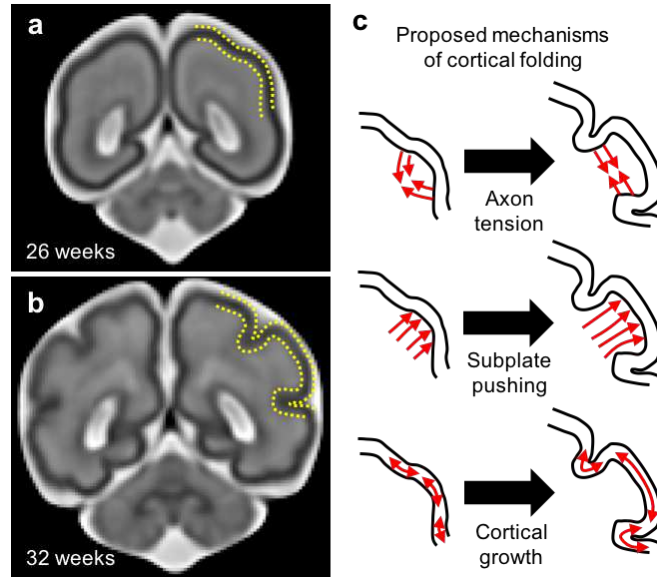 a
26 weeks
b
32 weeks
c
Proposed mechanisms
of cortical folding
Axon
tension
Subplate
pushing
Cortical
growth